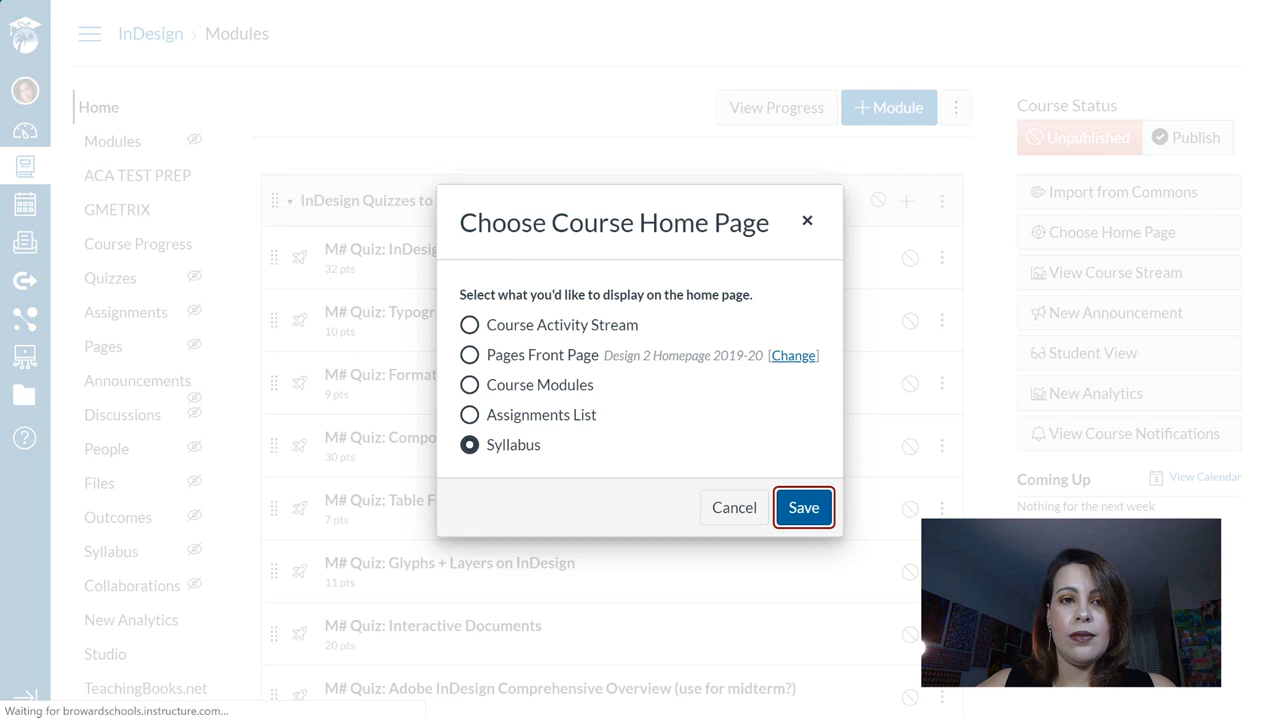 InDesign › Modules
Home
Modules
ACA TEST PREP
GMETRIX
Course Progress
Quizzes
Assignments
Pages
Announcements
Discussions
People
Files
Outcomes
Syllabus
Collaborations
New Analytics
Studio
TeachingBooks.net
View Progress
+ Module
InDesign Quizzes to
M# Quiz: InDesig
32 pts
M# Quiz: Typogr
10 pts
M# Quiz: Format
9 pts
M# Quiz: Compo
30 pts
M# Quiz: Table F
7 pts
M# Quiz: Glyphs + Layers on InDesign
11 pts
M# Quiz: Interactive Documents
20 pts
M# Quiz: Adobe InDesign Comprehensive Overview (use for midterm?)
Choose Course Home Page
Select what you'd like to display on the home page.
Course Activity Stream
Pages Front Page Design 2 Homepage 2019-20 [Change]
Course Modules
Assignments List
Syllabus
Cancel
Save
Course Status
Unpublished
Publish
Import from Commons
Choose Home Page
View Course Stream
New Announcement
Student View
New Analytics
View Course Notifications
Coming Up
3 View Calendar
Nothing for the next week
Waiting for browardschools.instructure.com...